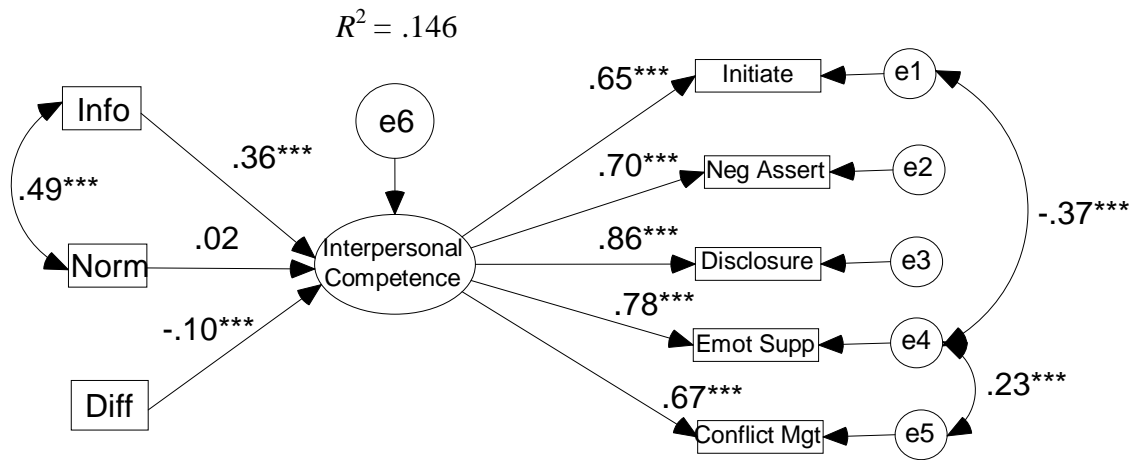 R² = .146
Info
.49***
Norm
Diff
.36***
.02
-.10***
e6
Interpersonal
Competence
.65***
.70***
.86***
.78***
.67***
Initiate
Neg Assert
Disclosure
Emot Supp
Conflict Mgt
e1
e2
e3
e4
e5
-.37***
.23***